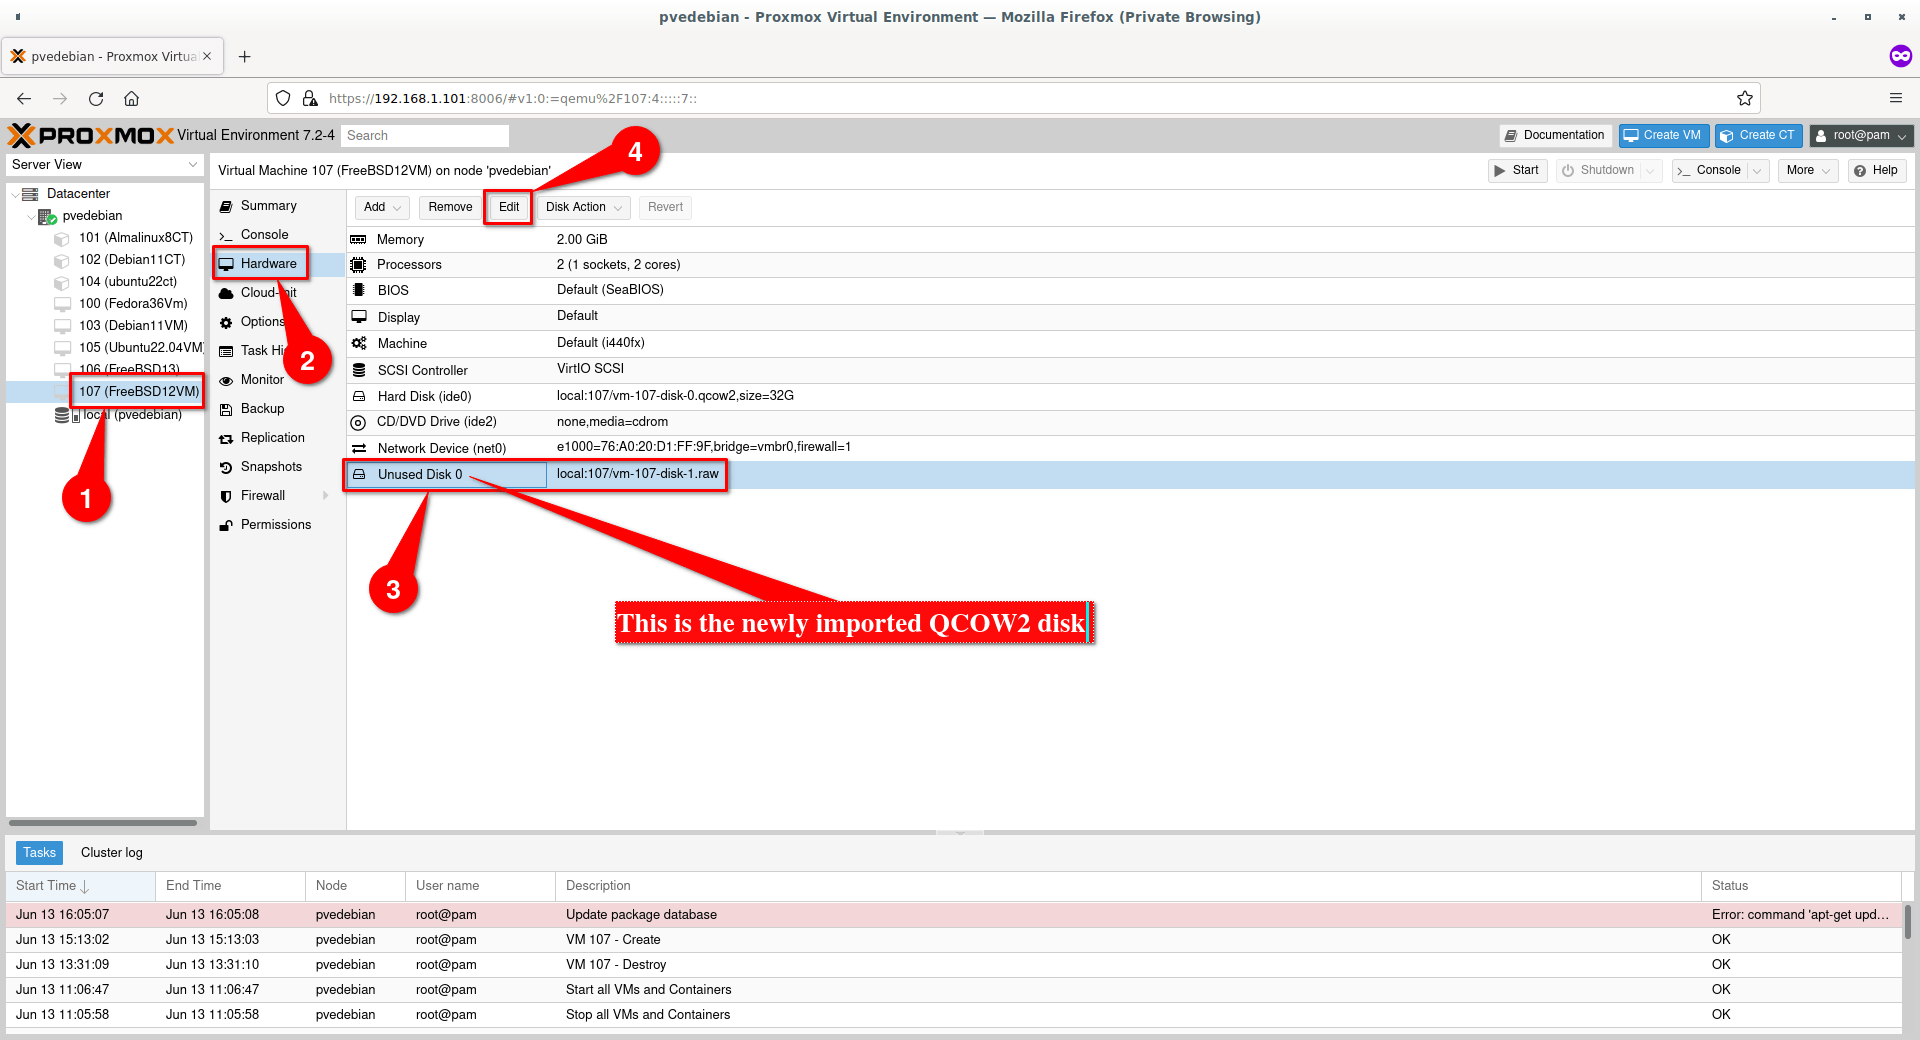 pvedebian - Proxmox Virtual Environment — Mozilla Firefox (Private Browsing)
pvedebian - Proxmox Virtua
https://192.168.1.101:8006/#v1:0:=qemu%2F107:4:::::7::
PROXMOX Virtual Environment 7.2-4 Search Documentation Create VM Create CT root@pam
Server View
Virtual Machine 107 (FreeBSD12VM) on node 'pvedebian' Start Shutdown >_ Console More Help
4
Datacenter
pvedebian
101 (Almalinux8CT)
102 (Debian11CT)
104 (ubuntu22ct)
100 (Fedora36Vm)
103 (Debian11VM)
105 (Ubuntu22.04VM)
106 (FreeBSD13)
107 (FreeBSD12VM)
local (pvedebian)
1
Summary
>_ Console
Hardware
Cloud-Init
Options
Task Hi
Monitor
Backup
Replication
Snapshots
Firewall
Permissions
2
Add Remove Edit Disk Action Revert
Memory 2.00 GiB
Processors 2 (1 sockets, 2 cores)
BIOS Default (SeaBIOS)
Display Default
Machine Default (i440fx)
SCSI Controller VirtIO SCSI
Hard Disk (ide0) local:107/vm-107-disk-0.qcow2,size=32G
CD/DVD Drive (ide2) none,media=cdrom
Network Device (net0) e1000=76:A0:20:D1:FF:9F,bridge=vmbr0,firewall=1
Unused Disk 0 local:107/vm-107-disk-1.raw
3
This is the newly imported QCOW2 disk
Tasks Cluster log
Start Time End Time Node User name Description Status
Jun 13 16:05:07 Jun 13 16:05:08 pvedebian root@pam Update package database Error: command 'apt-get upd...
Jun 13 15:13:02 Jun 13 15:13:03 pvedebian root@pam VM 107 - Create OK
Jun 13 13:31:09 Jun 13 13:31:10 pvedebian root@pam VM 107 - Destroy OK
Jun 13 11:06:47 Jun 13 11:06:47 pvedebian root@pam Start all VMs and Containers OK
Jun 13 11:05:58 Jun 13 11:05:58 pvedebian root@pam Stop all VMs and Containers OK